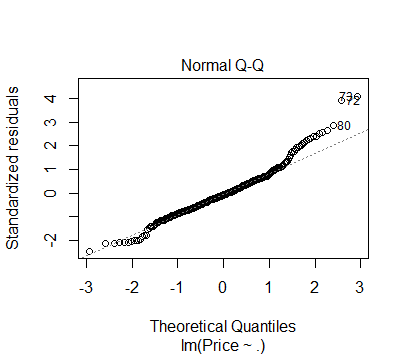 Normal Q-Q
Standardized residuals
4
3
2
1
0
-2
73
72
80
-3 -2 -1 0 1 2 3
Theoretical Quantiles
lm(Price ~ .)